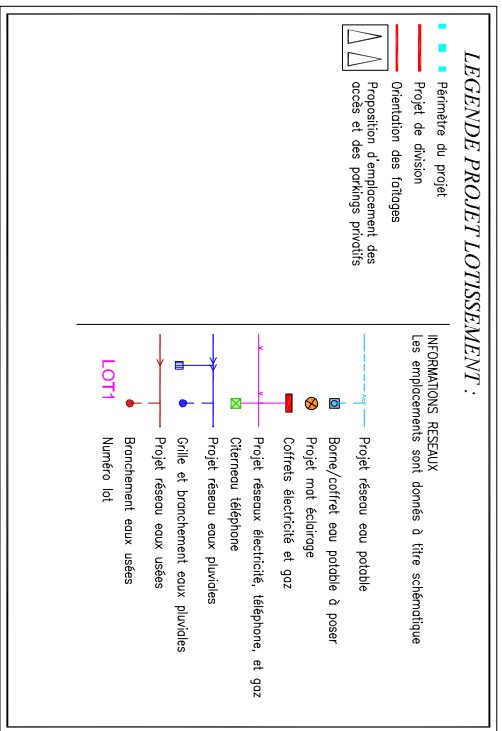 LEGENDE PROJET LOTISSEMENT :
Périmètre du projet
Projet de division
Orientation des faîtages
Proposition d'emplacement des
accès et des parkings privatifs
INFORMATIONS RESEAUX
Les emplacements sont donnés à titre schématique
Projet réseau eau potable
Borne/coffret eau potable à poser
Projet mat éclairage
Coffrets électricité et gaz
Projet réseaux électricité, téléphone, et gaz
Citerneau téléphone
Projet réseau eaux pluviales
Grille et branchement eaux pluviales
Projet réseau eaux usées
Branchement eaux usées
LOT1
Numéro lot